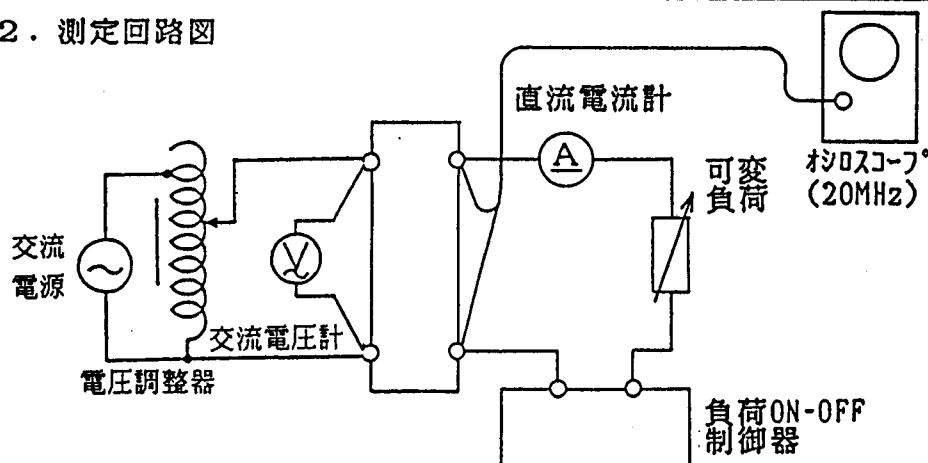 2. 測定回路図
直流電流計
A
オシロスコープ
(20MHz)
可変
負荷
交流
電源
V
交流電圧計
電圧調整器
負荷ON-OFF
制御器